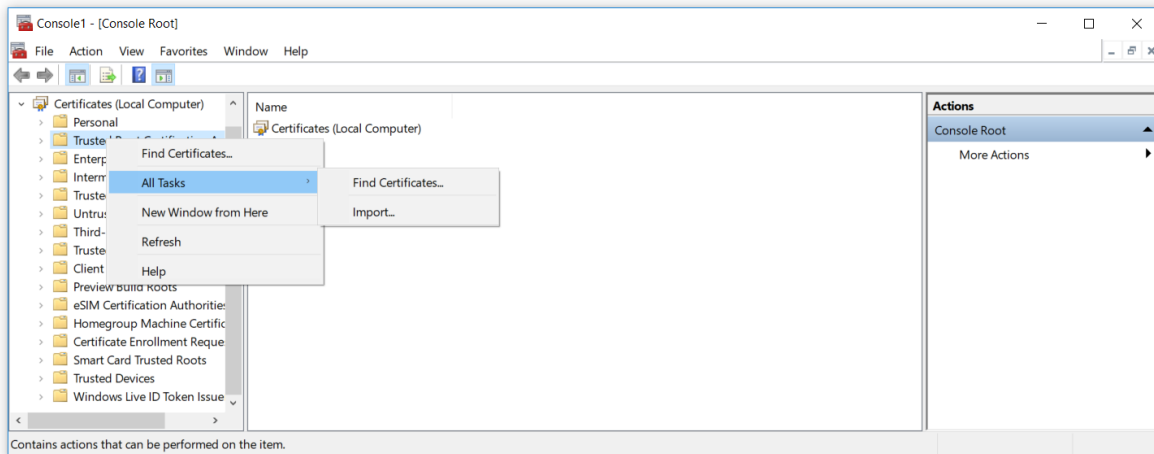 Console1 - [Console Root]
File Action View Favorites Window Help
Certificates (Local Computer)
Personal
Find Certificates...
All Tasks
New Window from Here
Refresh
Help
Find Certificates...
Import...
Client
Preview Build Roots
eSIM Certification Authorities
Homegroup Machine Certific
Certificate Enrollment Reque
Smart Card Trusted Roots
Trusted Devices
Windows Live ID Token Issue
Name
Certificates (Local Computer)
Actions
Console Root
More Actions
Contains actions that can be performed on the item.